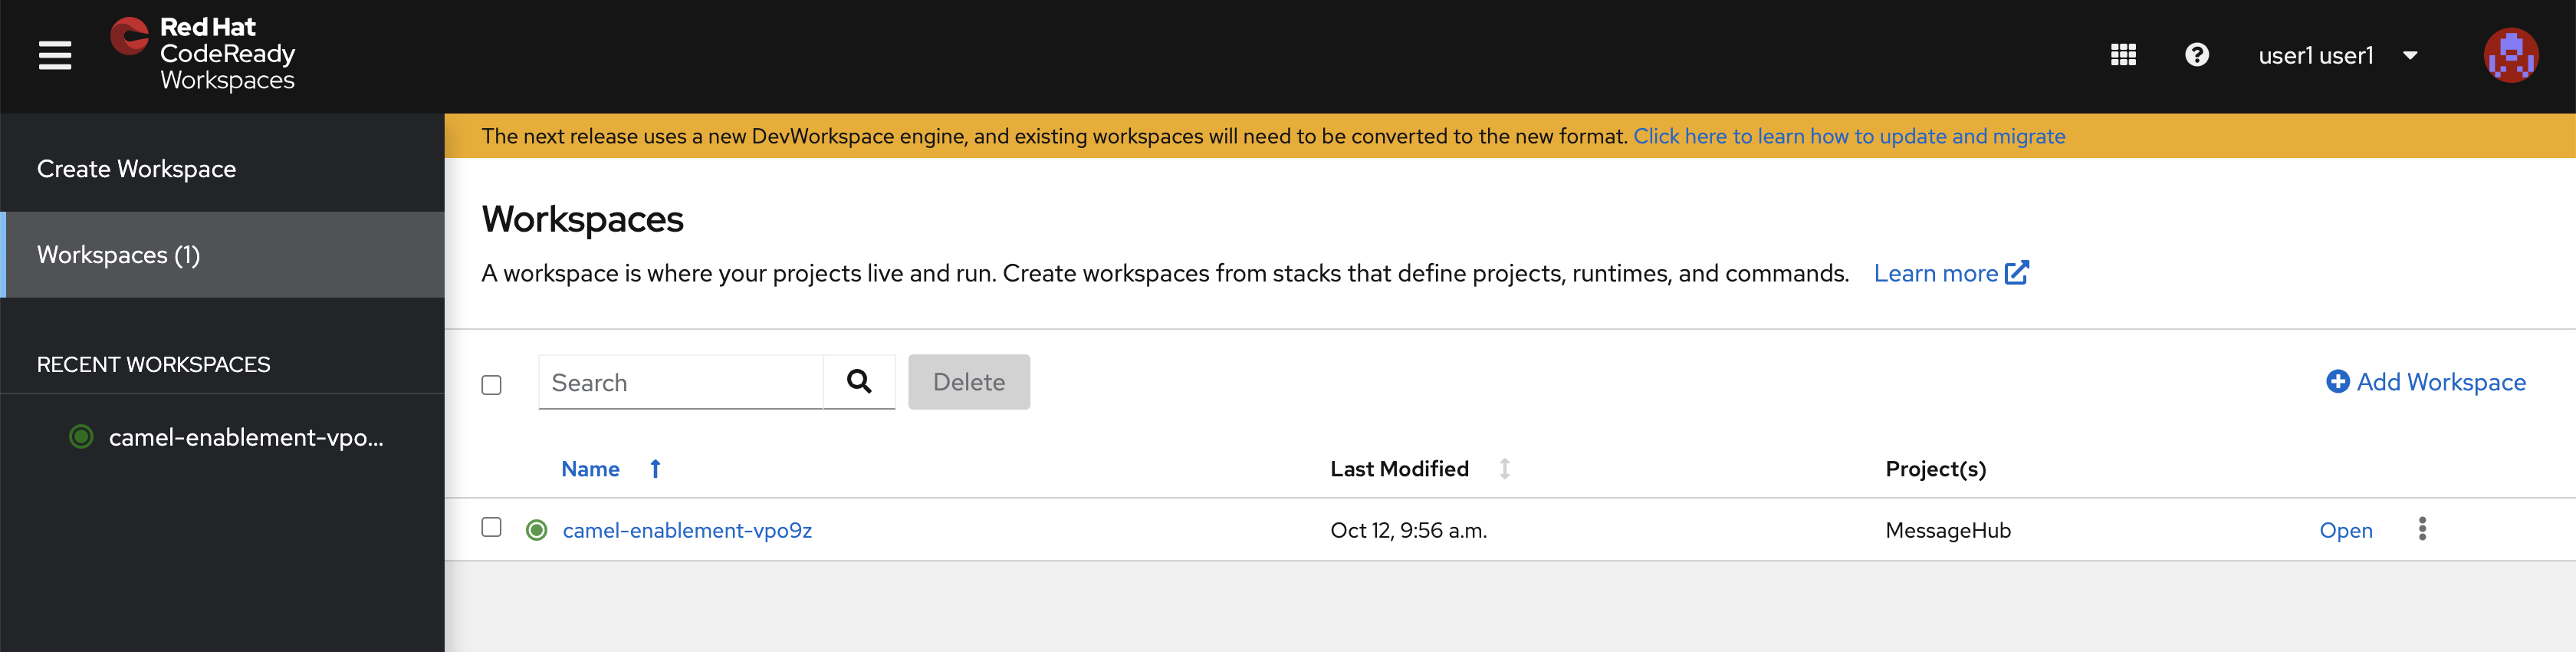 Red Hat
CodeReady
Workspaces
user1 user1
Create Workspace
Workspaces (1)
RECENT WORKSPACES
camel-enablement-vpo...
The next release uses a new DevWorkspace engine, and existing workspaces will need to be converted to the new format. Click here to learn how to update and migrate
Workspaces
A workspace is where your projects live and run. Create workspaces from stacks that define projects, runtimes, and commands. Learn more
Search Delete Add Workspace
Name Last Modified Project(s)
camel-enablement-vpo9z Oct 12, 9:56 a.m. MessageHub Open